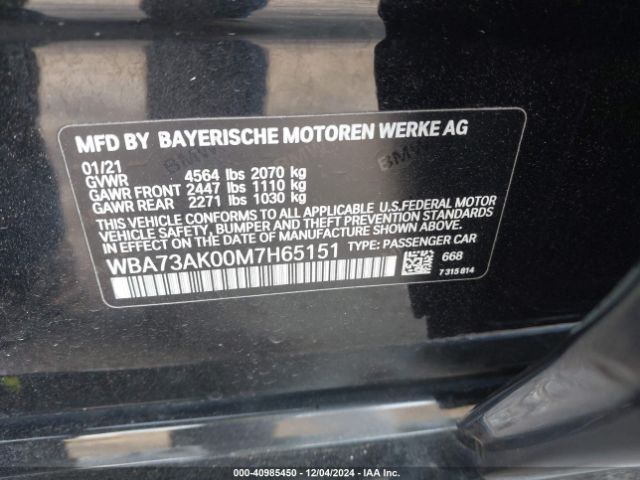 MFD BY BAYERISCHE MOTOREN WERKE AG
01/21
GVWR 4564 lbs 2070 kg
GAWR FRONT 2447 lbs 1110 kg
GAWR REAR 2271 lbs 1030 kg
THIS VEHICLE CONFORMS TO ALL APPLICABLE U.S.FEDERAL MOTOR
VEHICLE SAFETY, BUMPER AND THEFT PREVENTION STANDARDS
IN EFFECT ON THE DATE OF MANUFACTURE SHOWN ABOVE.
WBA73AK00M7H65151 TYPE: PASSENGER CAR
668
7 315 814
000-40985450 - 12/04/2024 - IAA Inc.